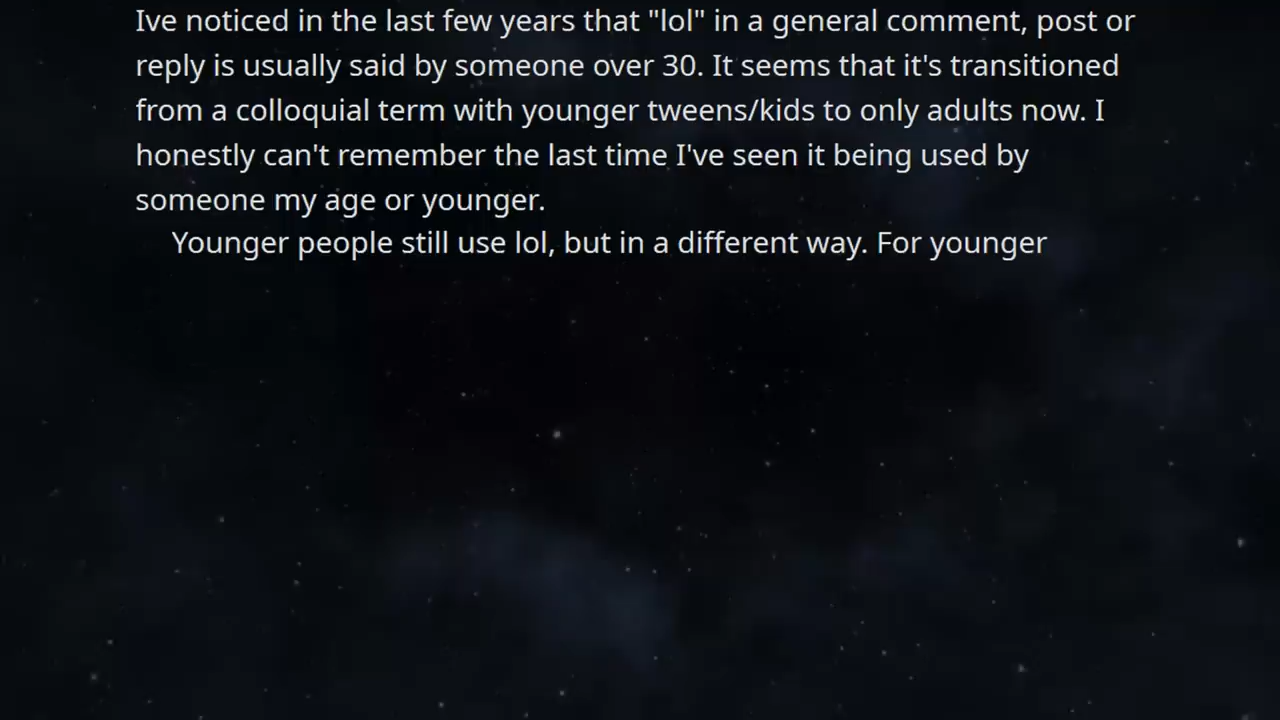 Ive noticed in the last few years that "lol" in a general comment, post or
reply is usually said by someone over 30. It seems that it's transitioned
from a colloquial term with younger tweens/kids to only adults now. I
honestly can't remember the last time I've seen it being used by
someone my age or younger.
Younger people still use lol, but in a different way. For younger